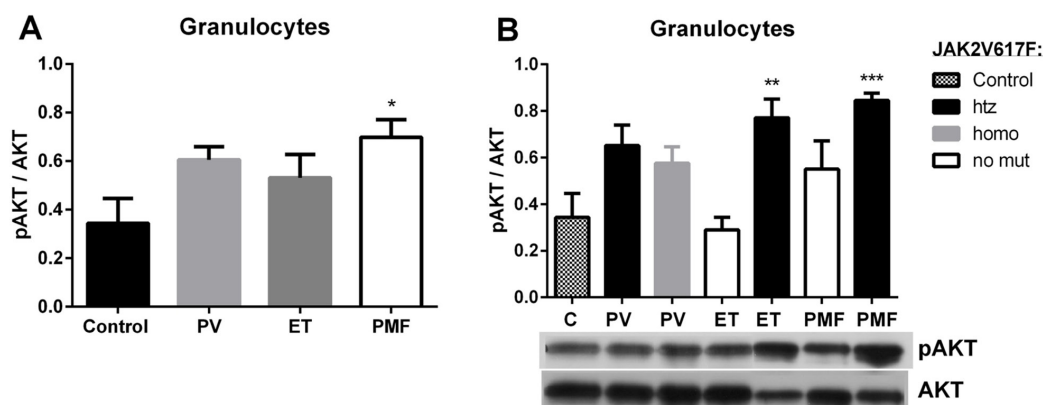 A
Granulocytes
pAKT / AKT
1.0
0.8
0.6
0.4
0.2
0.0
*
Control PV ET PMF
B
Granulocytes
pAKT / AKT
1.0
0.8
0.6
0.4
0.2
0.0
** ***
C PV PV ET ET PMF PMF
pAKT
AKT
JAK2V617F:
Control
htz
homo
no mut